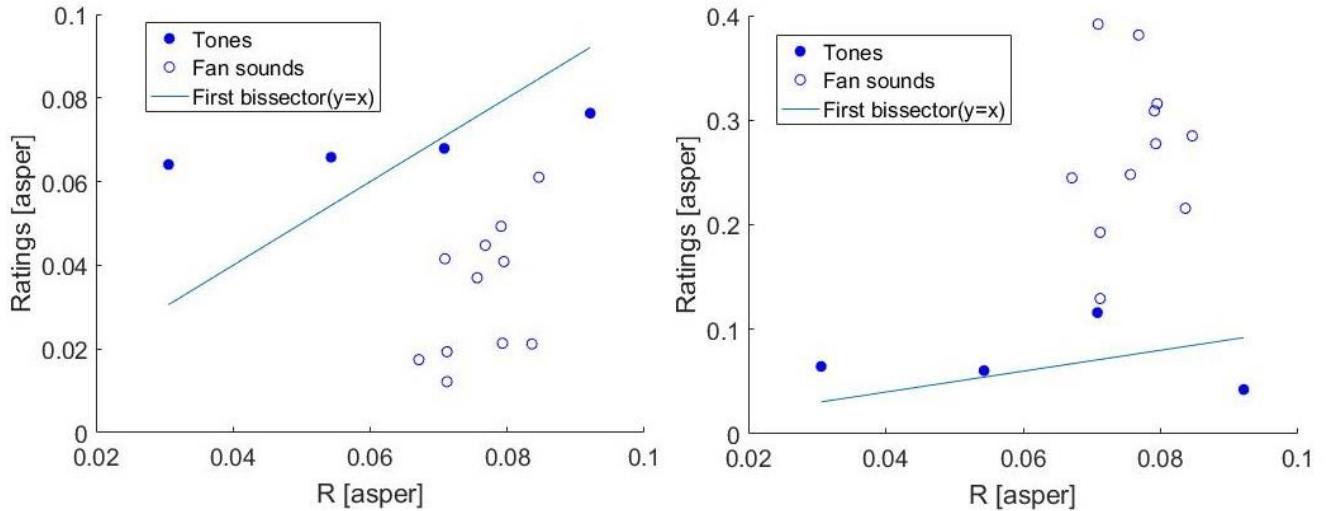 0.1
0.08
0.06
0.04
0.02
0
Ratings [asper]
Tones
Fan sounds
First bissector(y=x)
0.02
0.04
0.06
0.08
0.1
R [asper]
0.4
0.3
0.2
0.1
0
Ratings [asper]
Tones
Fan sounds
First bissector(y=x)
0.02
0.04
0.06
0.08
0.1
R [asper]